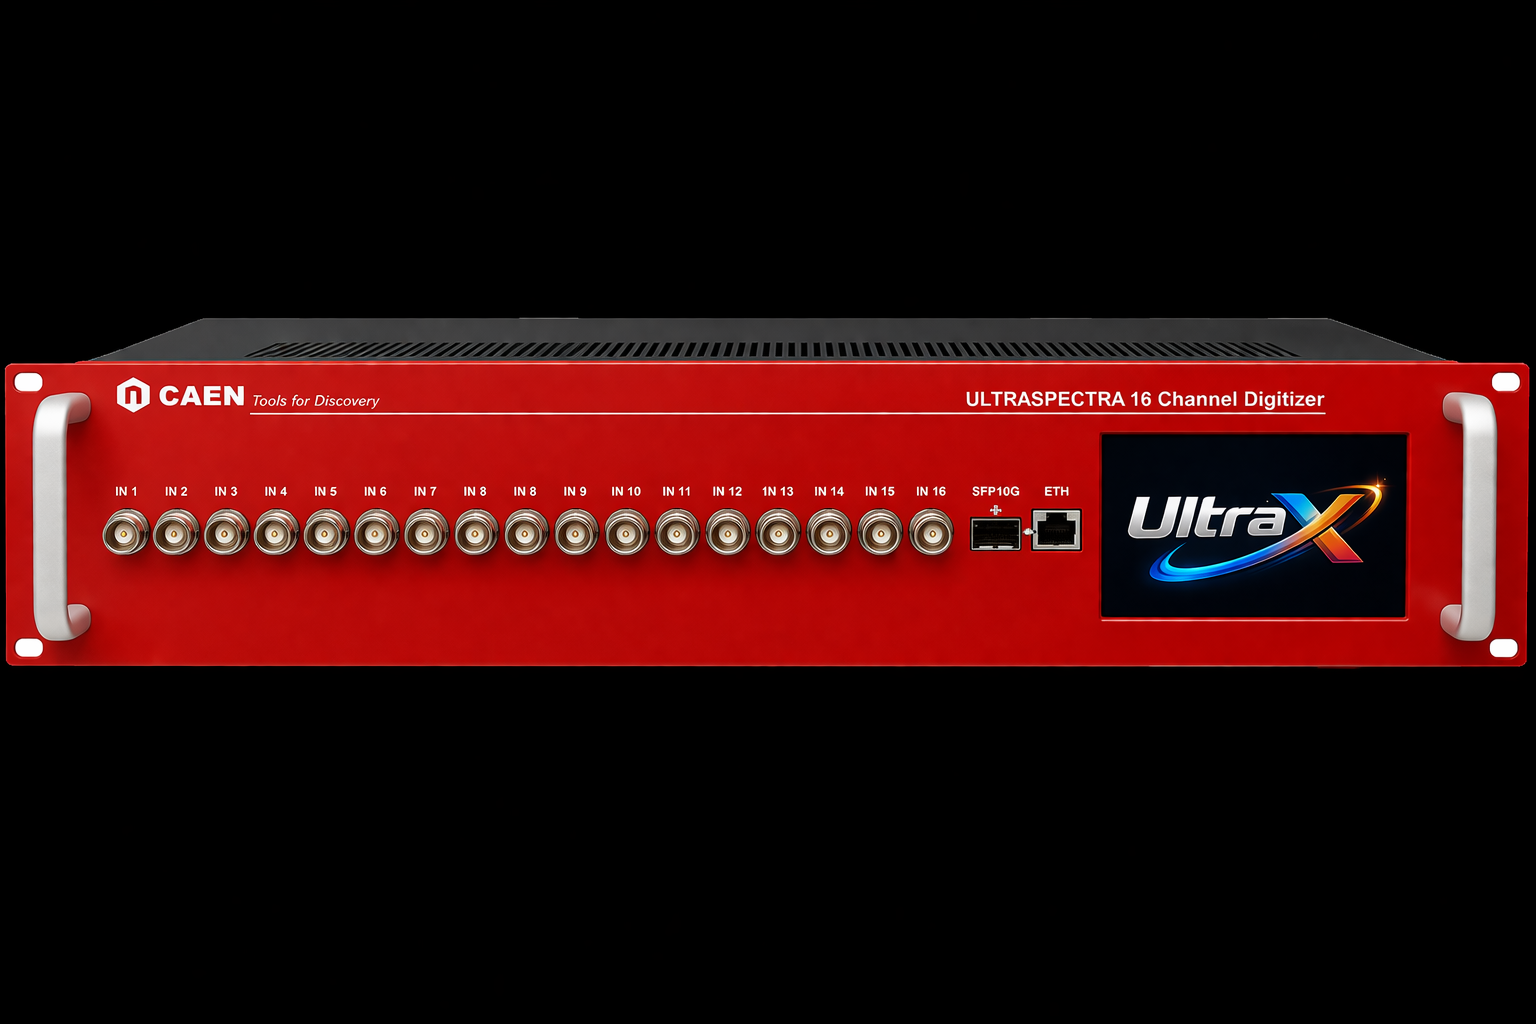 CAEN Tools for Discovery
ULTRASPECTRA 16 Channel Digitizer
IN 1 IN 2 IN 3 IN 4 IN 5 IN 6 IN 7 IN 8 IN 8 IN 9 IN 10 IN 11 IN 12 1N 13 IN 14 IN 15 IN 16 SFP10G ETH
UltraX